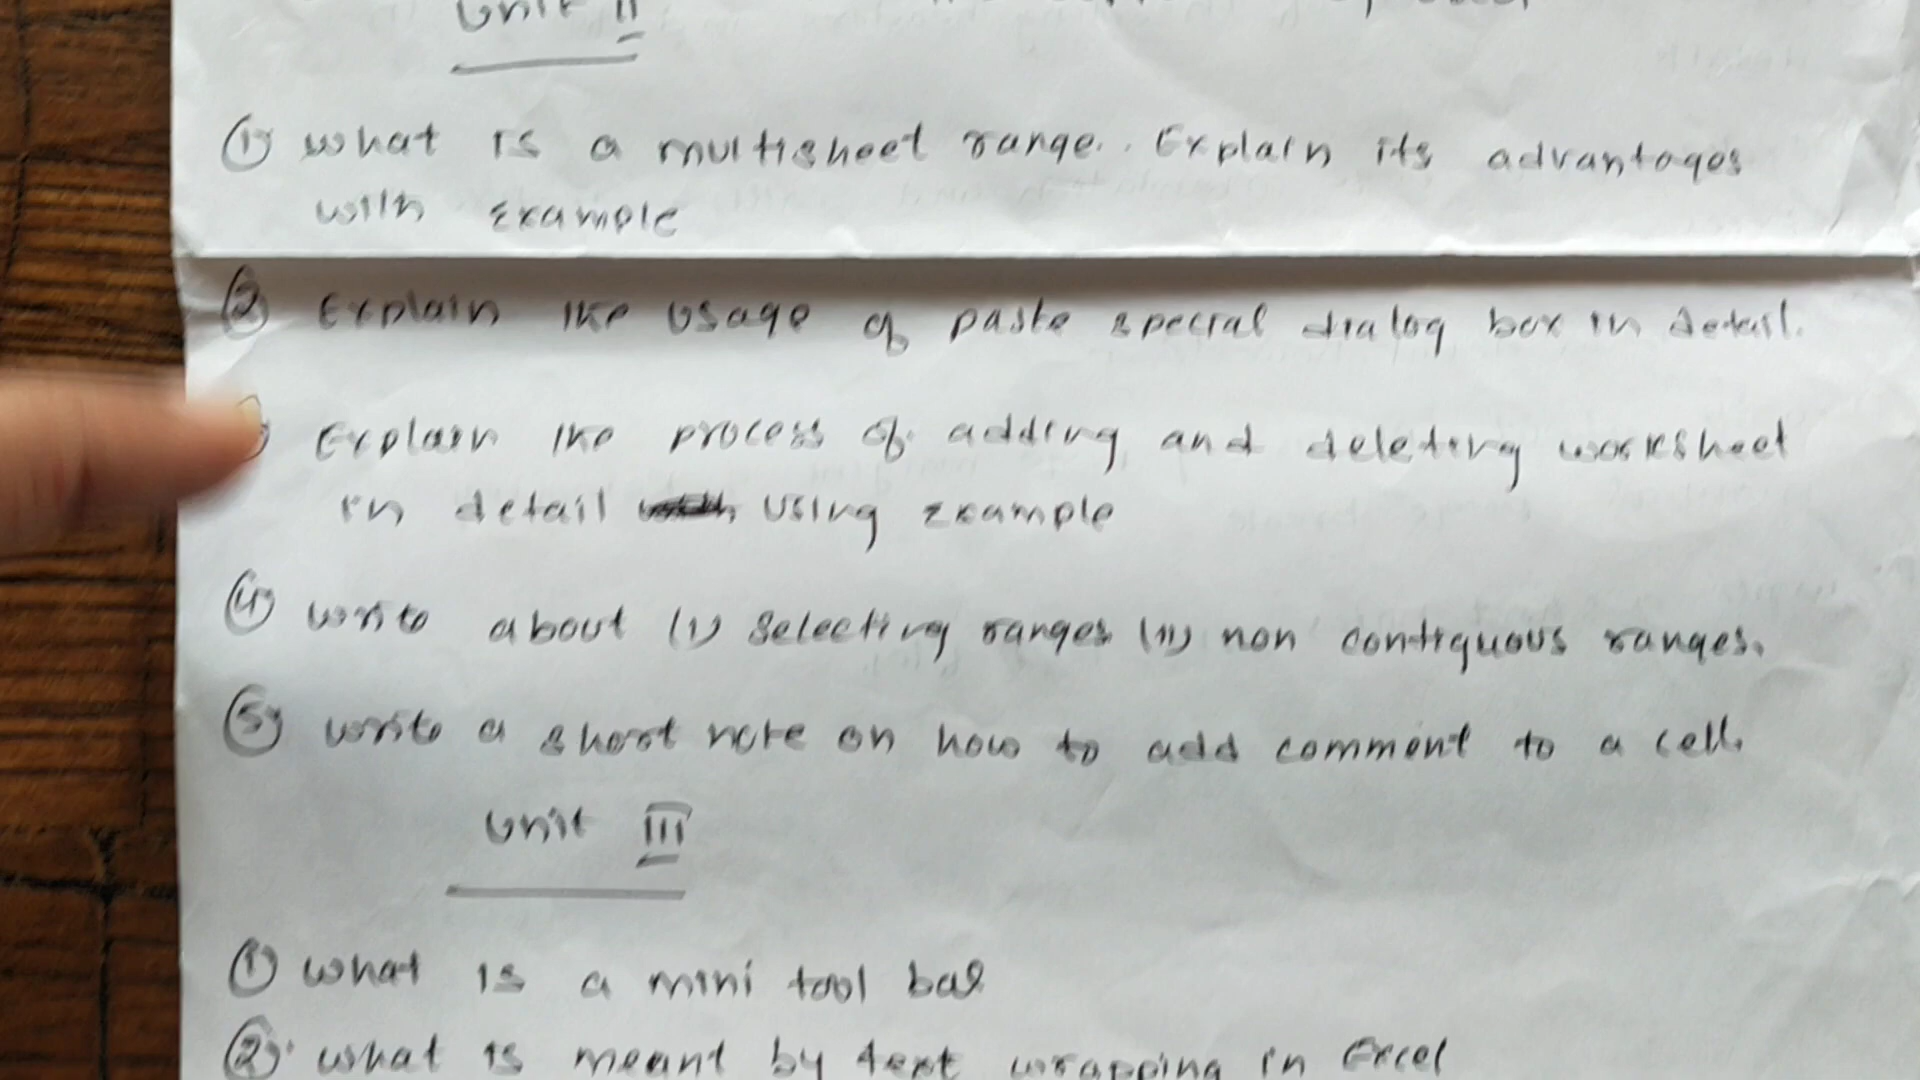 Unit II
① What is a multisheet range. Explain its advantages
with example
② Explain the usage of paste special dialog box in detail.
Explain the process of adding and deleting worksheet
in detail using example
④ write about (i) Selecting ranges (ii) non contiguous ranges.
⑤ write a short note on how to add comment to a cell.
Unit III
① what is a mini tool bar
② what is meant by text wrapping in Excel